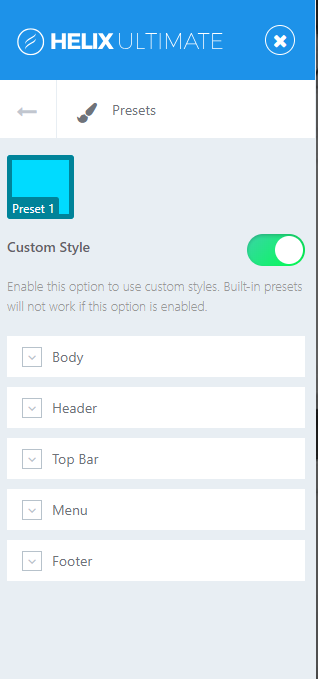 HELIX ULTIMATE
Presets
Preset 1
Custom Style
Enable this option to use custom styles. Built-in presets
will not work if this option is enabled.
Body
Header
Top Bar
Menu
Footer